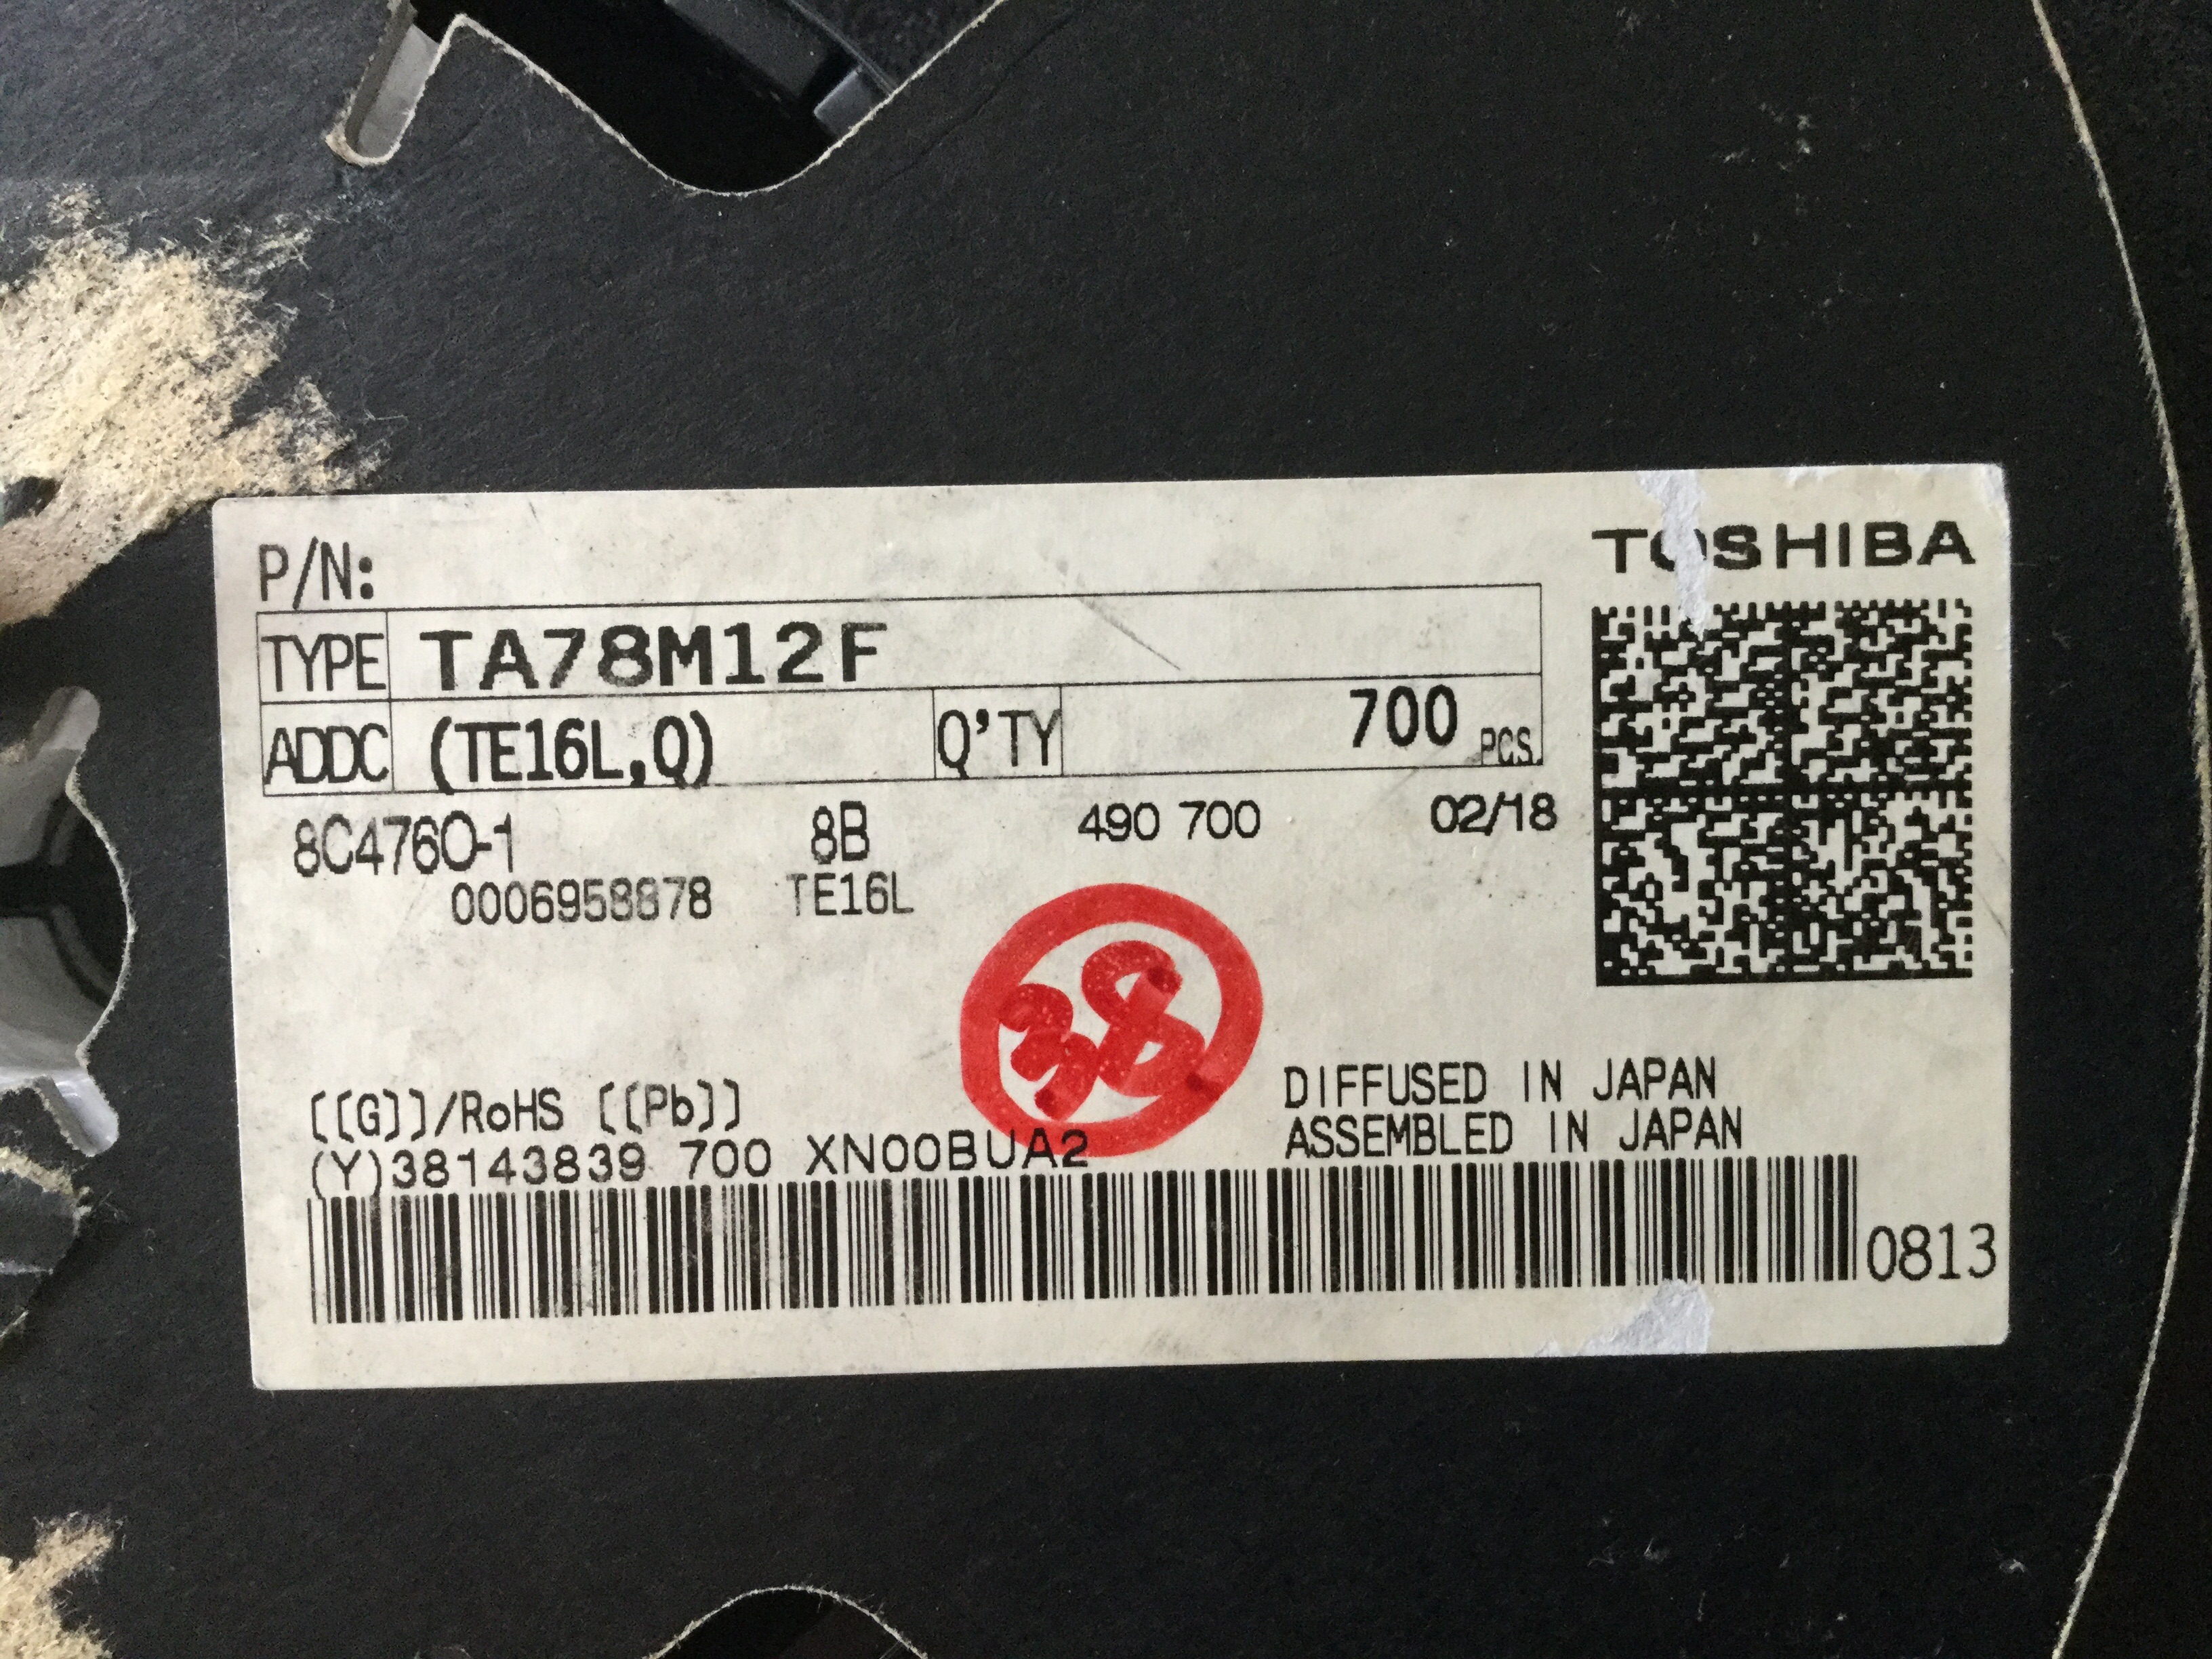 P/N:
TOSHIBA
TYPE TA78M12F
ADDC (TE16L,Q) Q'TY 700 PCS.
8C476O-1 8B 490 700 02/18
0006958878 TE16L
38
[[G]]/RoHS [[Pb]]
DIFFUSED IN JAPAN
ASSEMBLED IN JAPAN
(Y)38143839 700 XN00BUA2
0813